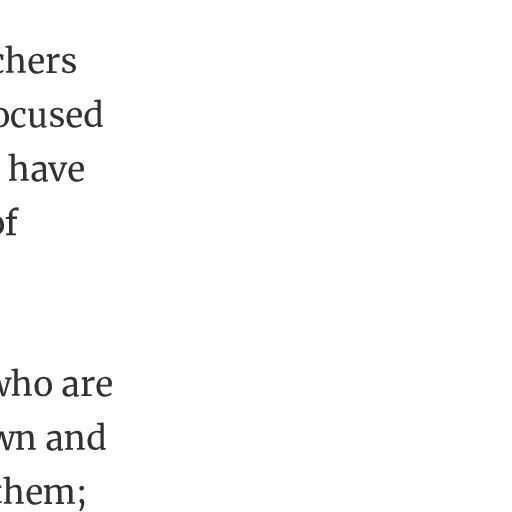 chers
ocused
have
of
who are
wn and
them;